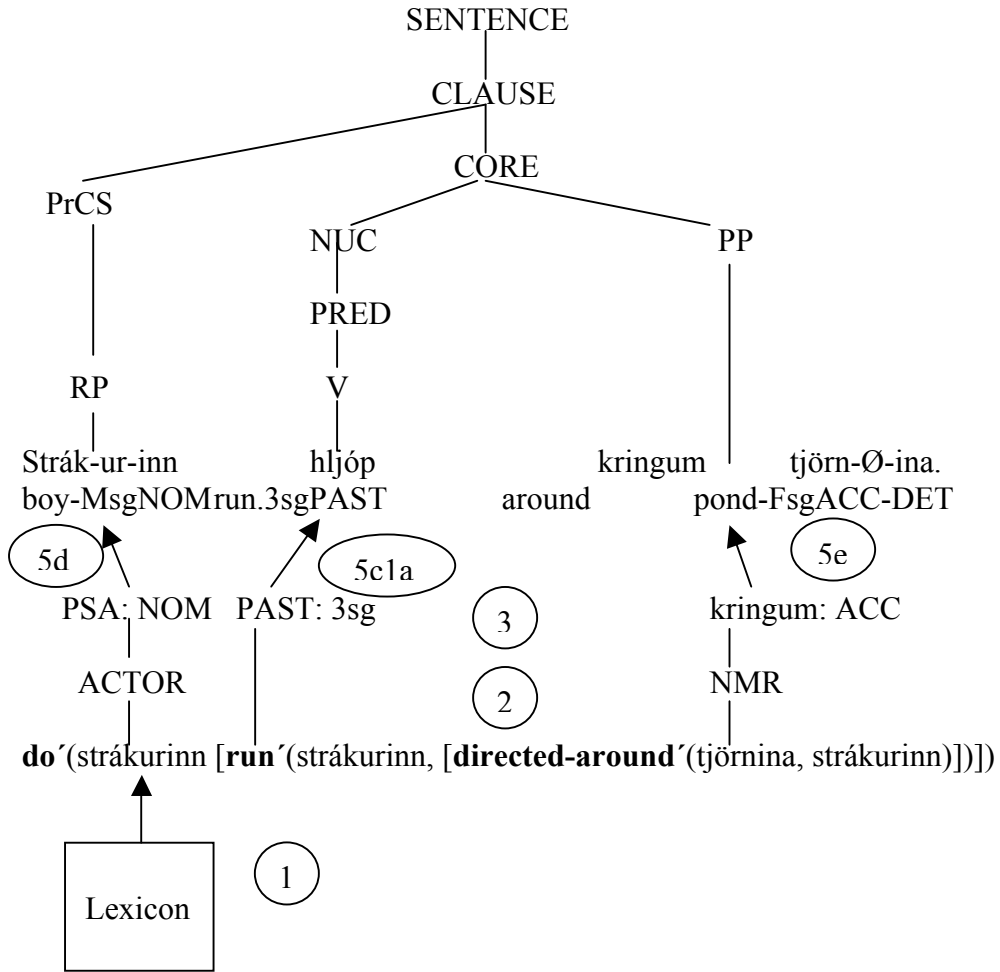 SENTENCE
CLAUSE
CORE
PrCS
NUC PP
PRED
RP V
Strák-ur-inn hljóp kringum tjörn-Ø-ina.
boy-MsgNOM run.3sgPAST around pond-FsgACC-DET
5d 5c1a 5e
PSA: NOM PAST: 3sg 3 kringum: ACC
ACTOR 2 NMR
do´(strákurinn [run´(strákurinn, [directed-around´(tjörnina, strákurinn)])])
1
Lexicon